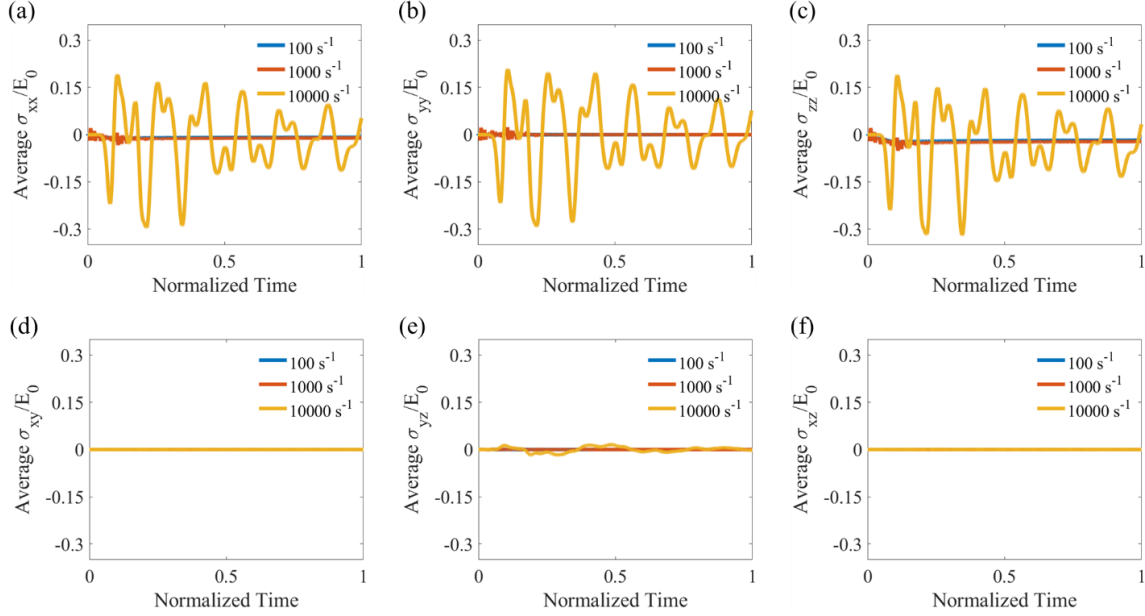 (a)
0.3
0.15
0
-0.15
-0.3
Average σxx/E0
100 s-1
1000 s-1
10000 s-1
0
0.5
1
Normalized Time
(b)
0.3
0.15
0
-0.15
-0.3
Average σyy/E0
100 s-1
1000 s-1
10000 s-1
0
0.5
1
Normalized Time
(c)
0.3
0.15
0
-0.15
-0.3
Average σzz/E0
100 s-1
1000 s-1
10000 s-1
0
0.5
1
Normalized Time
(d)
0.3
0.15
0
-0.15
-0.3
Average σxy/E0
100 s-1
1000 s-1
10000 s-1
0
0.5
1
Normalized Time
(e)
0.3
0.15
0
-0.15
-0.3
Average σyz/E0
100 s-1
1000 s-1
10000 s-1
0
0.5
1
Normalized Time
(f)
0.3
0.15
0
-0.15
-0.3
Average σxz/E0
100 s-1
1000 s-1
10000 s-1
0
0.5
1
Normalized Time